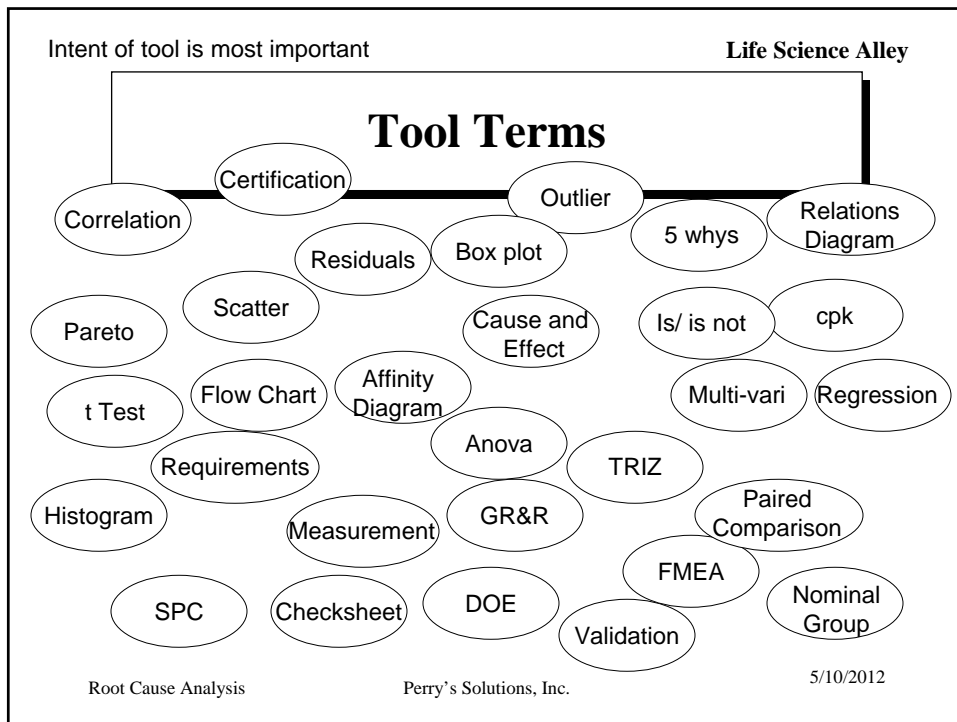 Intent of tool is most important
Life Science Alley
Tool Terms
Certification
Correlation
Outlier
5 whys
Relations
Diagram
Residuals
Box plot
Scatter
Pareto
Cause and
Effect
Is/ is not
cpk
t Test
Flow Chart
Affinity
Diagram
Multi-vari
Regression
Anova
Requirements
TRIZ
Histogram
Measurement
GR&R
Paired
Comparison
FMEA
SPC
Checksheet
DOE
Validation
Nominal
Group
Root Cause Analysis
Perry's Solutions, Inc.
5/10/2012